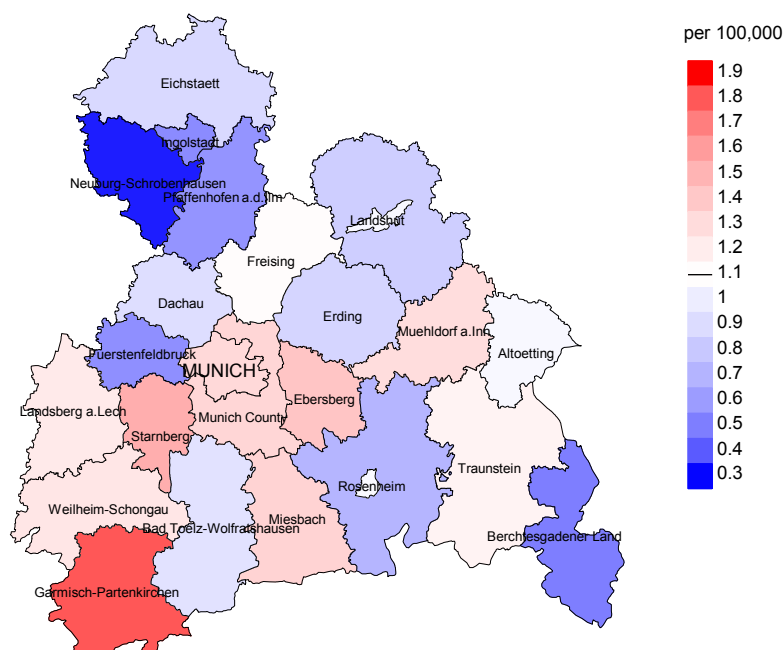 per 100,000
1.9
1.8
1.7
1.6
1.5
1.4
1.3
1.2
1.1
1
0.9
0.8
0.7
0.6
0.5
0.4
0.3
Eichstaett
Ingolstadt
Neuburg-Schrobenhausen
Pfaffenhofen a.d.Ilm
Landshut
Freising
Dachau
Erding
Muehldorf a.Inn
Altoetting
Fuerstenfeldbruck
MUNICH
Ebersberg
Landsberg a.Lech
Munich County
Starnberg
Traunstein
Rosenheim
Weilheim-Schongau
Miesbach
Bad Toelz-Wolfratshausen
Berchtesgadener Land
Garmisch-Partenkirchen